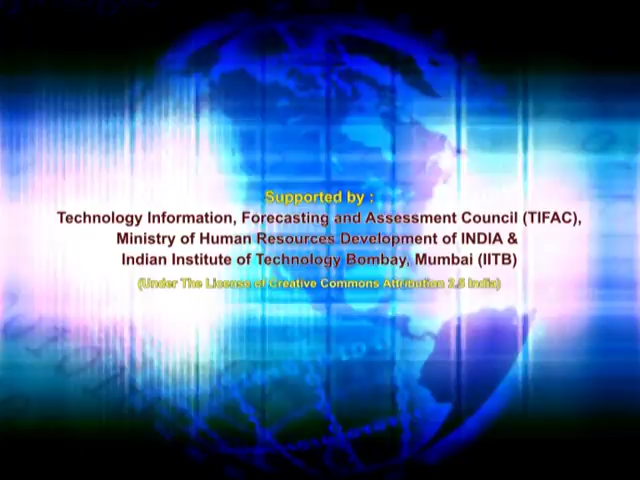 Supported by :
Technology Information, Forecasting and Assessment Council (TIFAC),
Ministry of Human Resources Development of INDIA &
Indian Institute of Technology Bombay, Mumbai (IITB)
(Under The License of Creative Commons Attribution 2.5 India)